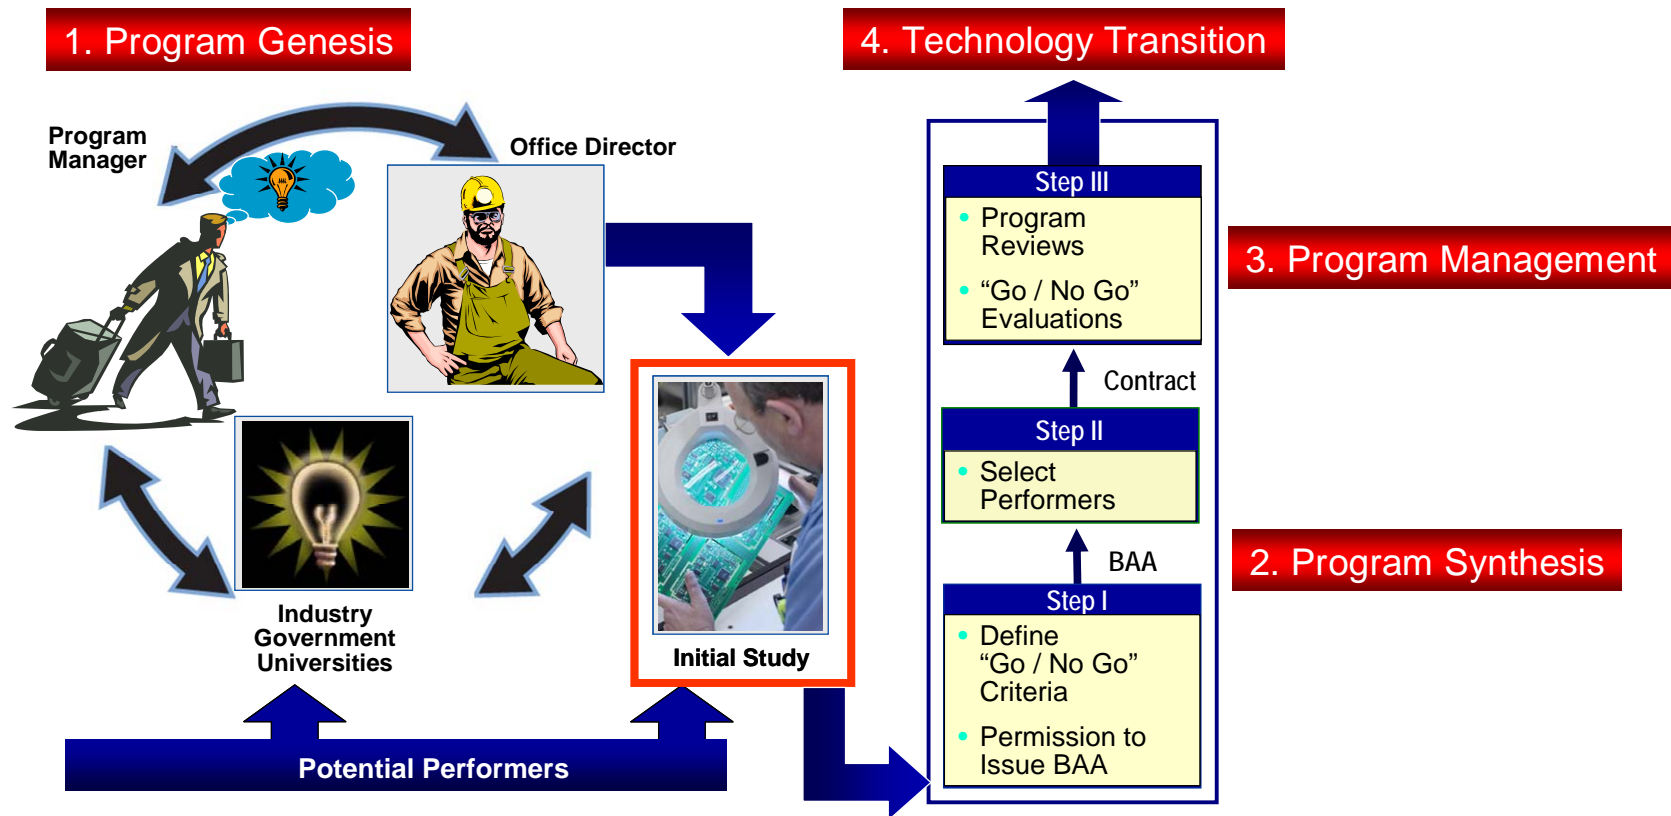 1. Program Genesis
Program
Manager
Office Director
Industry
Government
Universities
Initial Study
Potential Performers
4. Technology Transition
Step III
• Program
Reviews
• “Go / No Go”
Evaluations
Contract
Step II
• Select
Performers
BAA
Step I
• Define
“Go / No Go”
Criteria
• Permission to
Issue BAA
3. Program Management
2. Program Synthesis